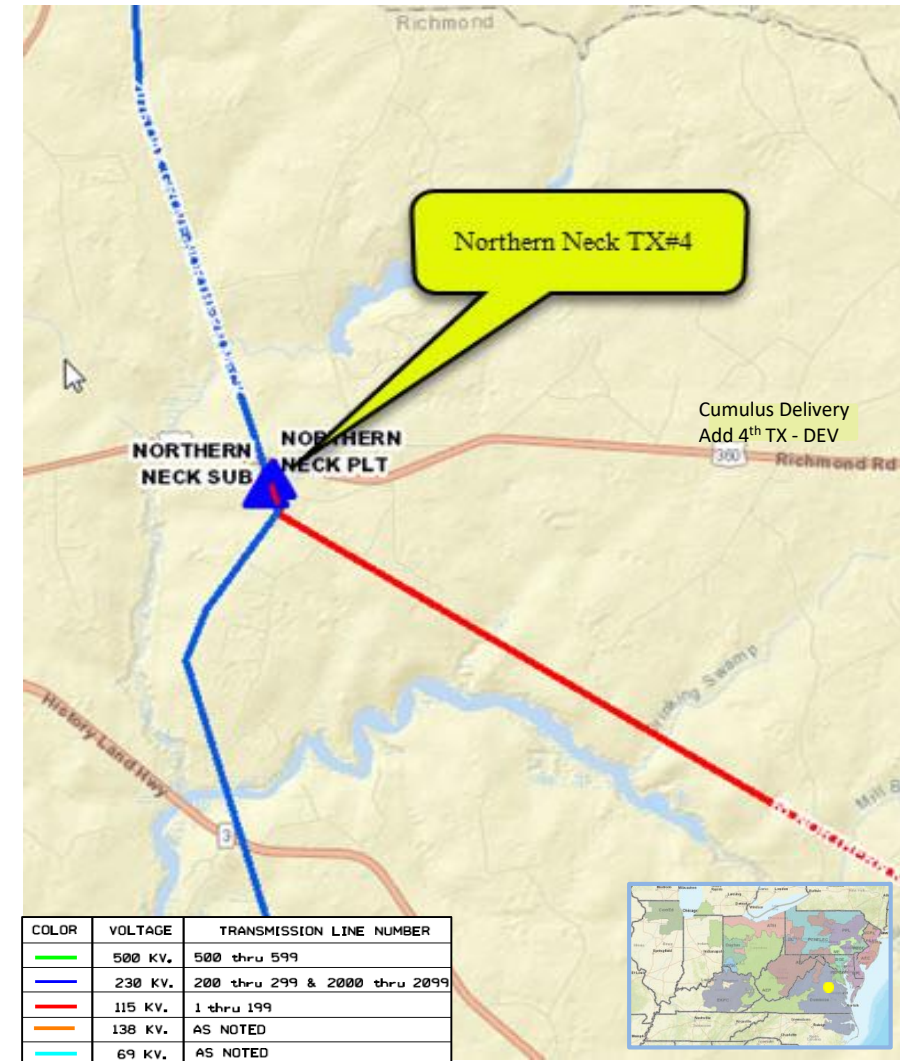 Richmond
Northern Neck TX#4
Cumulus Delivery
Add 4th TX - DEV
NORTHERN
NECK SUB
NORTHERN
NECK PLT
360
Richmond Rd
Swamp
History Land Hwy
Mill
3
COLOR VOLTAGE TRANSMISSION LINE NUMBER
500 KV. 500 thru 599
230 KV. 200 thru 299 & 2000 thru 2099
115 KV. 1 thru 199
138 KV. AS NOTED
69 KV. AS NOTED